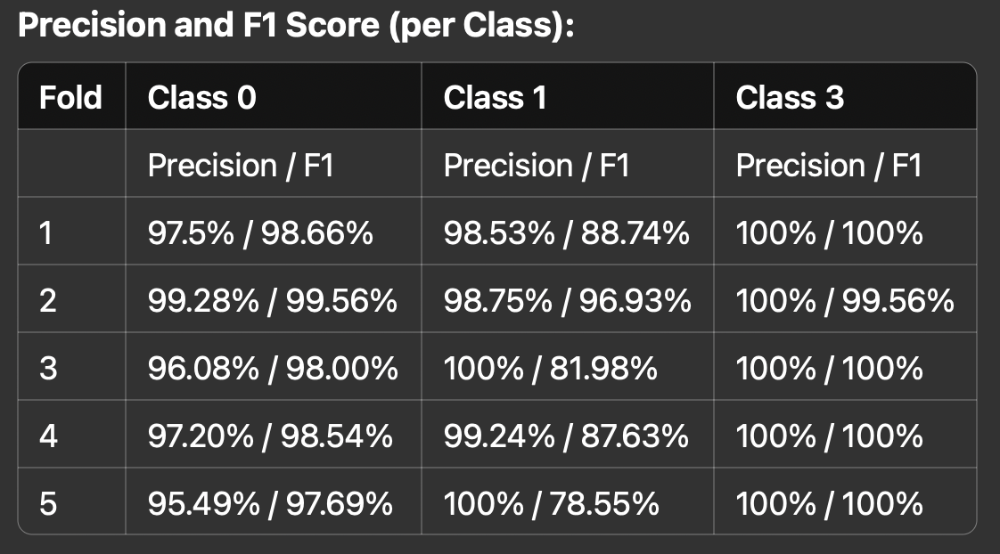 Precision and F1 Score (per Class):
Fold Class 0 Class 1 Class 3
Precision / F1 Precision / F1 Precision / F1
1 97.5% / 98.66% 98.53% / 88.74% 100% / 100%
2 99.28% / 99.56% 98.75% / 96.93% 100% / 99.56%
3 96.08% / 98.00% 100% / 81.98% 100% / 100%
4 97.20% / 98.54% 99.24% / 87.63% 100% / 100%
5 95.49% / 97.69% 100% / 78.55% 100% / 100%